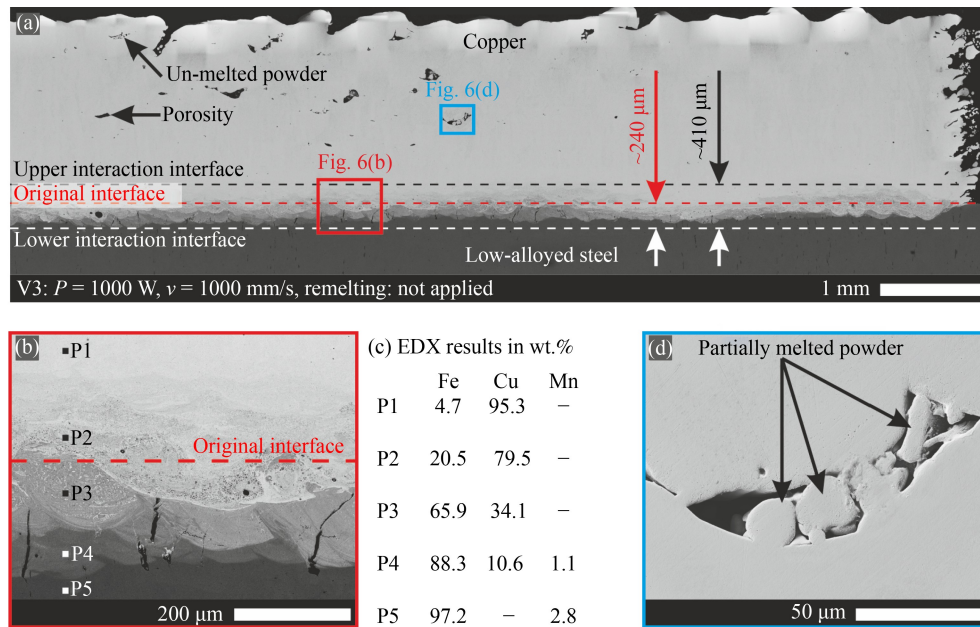 (a)
Copper
Un-melted powder
Fig. 6(d)
Porosity
~240 μm
~410 μm
Fig. 6(b)
Upper interaction interface
Original interface
Lower interaction interface
Low-alloyed steel
V3: P = 1000 W, v = 1000 mm/s, remelting: not applied
1 mm
(b)
P1
P2
Original interface
P3
P4
P5
200 μm
(c) EDX results in wt.%
Fe Cu Mn
P1 4.7 95.3 –
P2 20.5 79.5 –
P3 65.9 34.1 –
P4 88.3 10.6 1.1
P5 97.2 – 2.8
(d)
Partially melted powder
50 μm